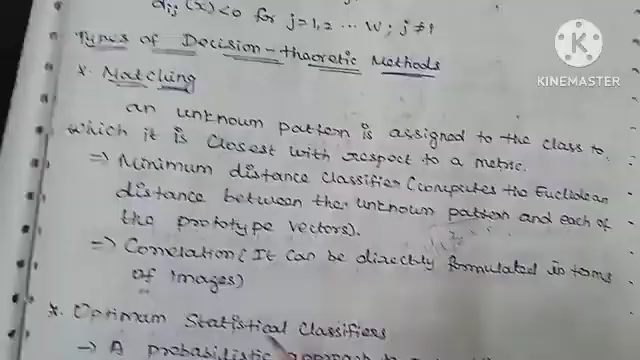 dij (x) < 0 for j = 1, 2 ... W ; j ≠ i
Types of Decision-theoretic Methods
* Matching
an unknown pattern is assigned to the class to
which it is closest with respect to a metric.
⇒ Minimum distance classifier (computes the Euclidean
distance between the unknown pattern and each of
the prototype vectors).
⇒ Correlation (It can be directly formulated in terms
of images)
* Optimum Statistical Classifiers
→ A probabilistic approach to
K
KINEMASTER